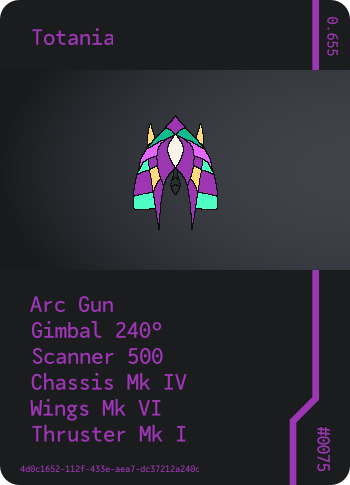 Totania
0.655
Arc Gun
Gimbal 240°
Scanner 500
Chassis Mk IV
Wings Mk VI
Thruster Mk I
#0075
4d0c1652-112f-433e-aea7-dc37212a240c